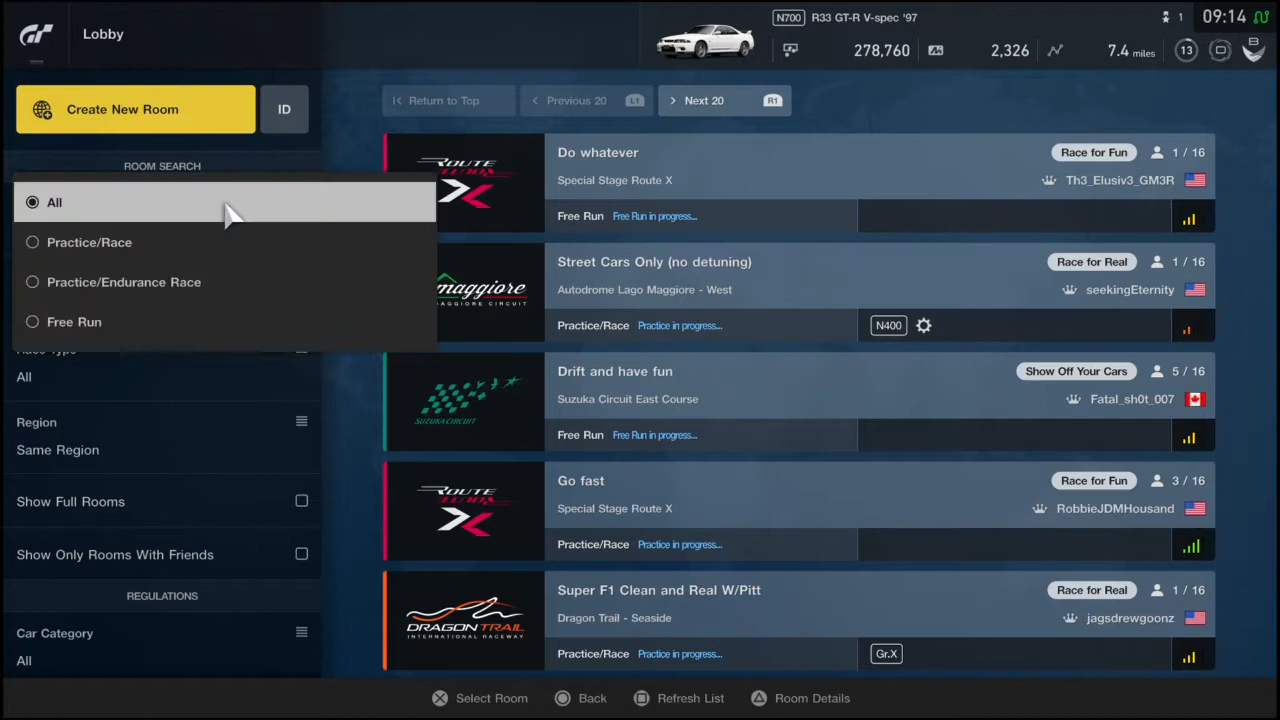 Lobby
N700 R33 GT-R V-spec '97
1
09:14
278,760
2,326
7.4 miles
13
B
Create New Room
ID
Return to Top
Previous 20 L1
Next 20 R1
ROOM SEARCH
All
Practice/Race
Practice/Endurance Race
Free Run
All
Region
Same Region
Show Full Rooms
Show Only Rooms With Friends
REGULATIONS
Car Category
All
ROUTE X
Do whatever
Race for Fun
1 / 16
Special Stage Route X
Th3_Elusiv3_GM3R
Free Run Free Run in progress...
maggiore
MAGGIORE CIRCUIT
Street Cars Only (no detuning)
Race for Real
1 / 16
Autodrome Lago Maggiore - West
seekingEternity
Practice/Race Practice in progress...
N400
SUZUKA CIRCUIT
Drift and have fun
Show Off Your Cars
5 / 16
Suzuka Circuit East Course
Fatal_sh0t_007
Free Run Free Run in progress...
ROUTE X
Go fast
Race for Fun
3 / 16
Special Stage Route X
RobbieJDMHousand
Practice/Race Practice in progress...
DRAGON TRAIL
INTERNATIONAL RACEWAY
Super F1 Clean and Real W/Pitt
Race for Real
1 / 16
Dragon Trail - Seaside
jagsdrewgoonz
Practice/Race Practice in progress...
Gr.X
Select Room
Back
Refresh List
Room Details